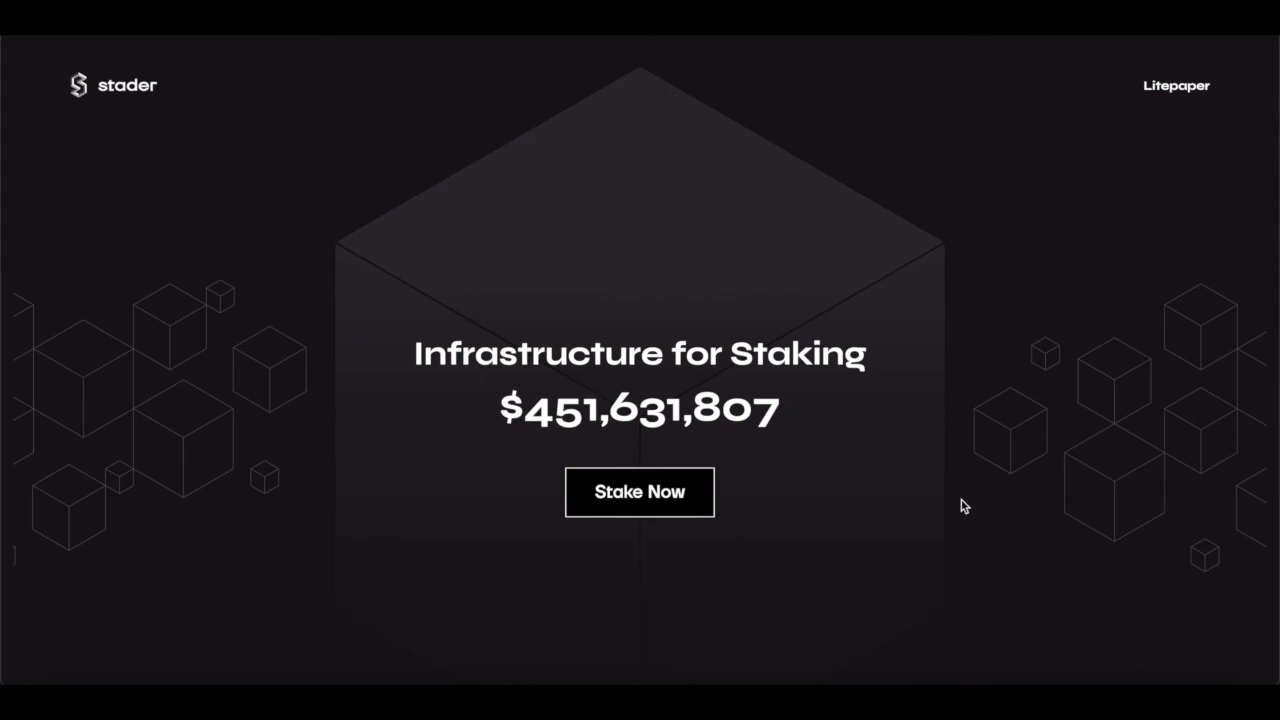 stader
Litepaper
Infrastructure for Staking
$451,631,807
Stake Now